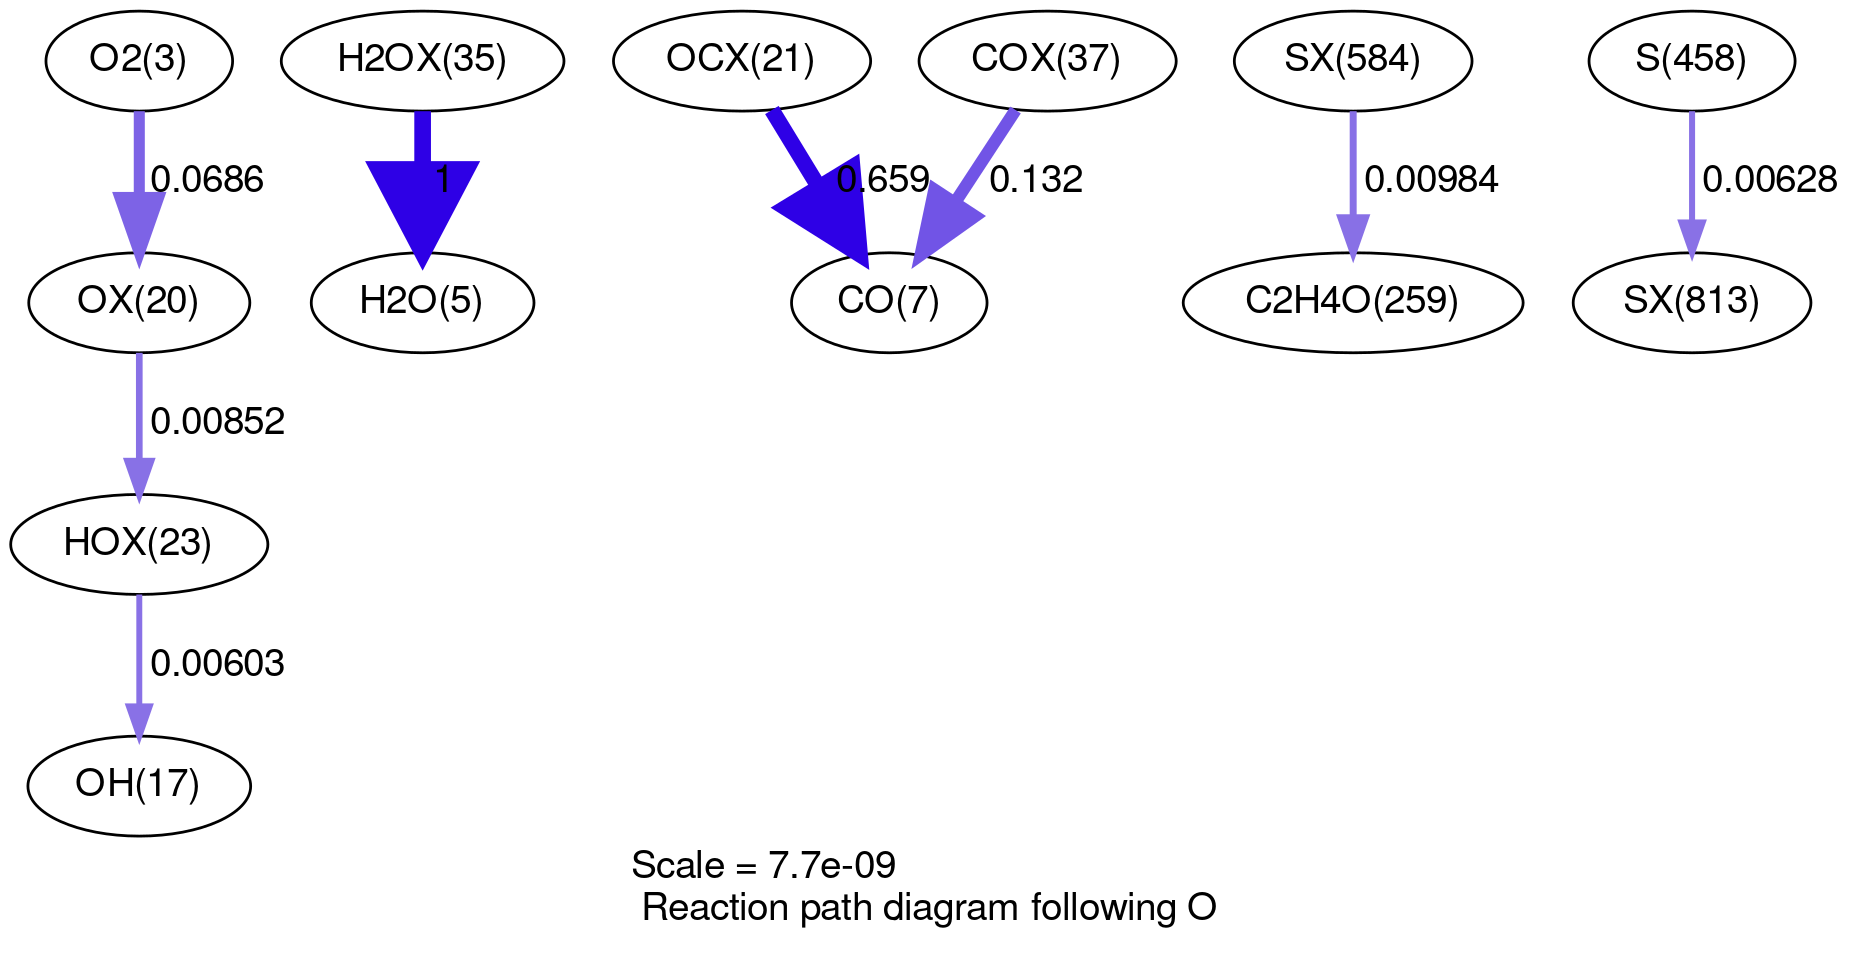 O2(3)
H2OX(35)
OCX(21)
COX(37)
SX(584)
S(458)
0.0686
1
0.659
0.132
0.00984
0.00628
OX(20)
H2O(5)
CO(7)
C2H4O(259)
SX(813)
0.00852
HOX(23)
0.00603
OH(17)
Scale = 7.7e-09
Reaction path diagram following O